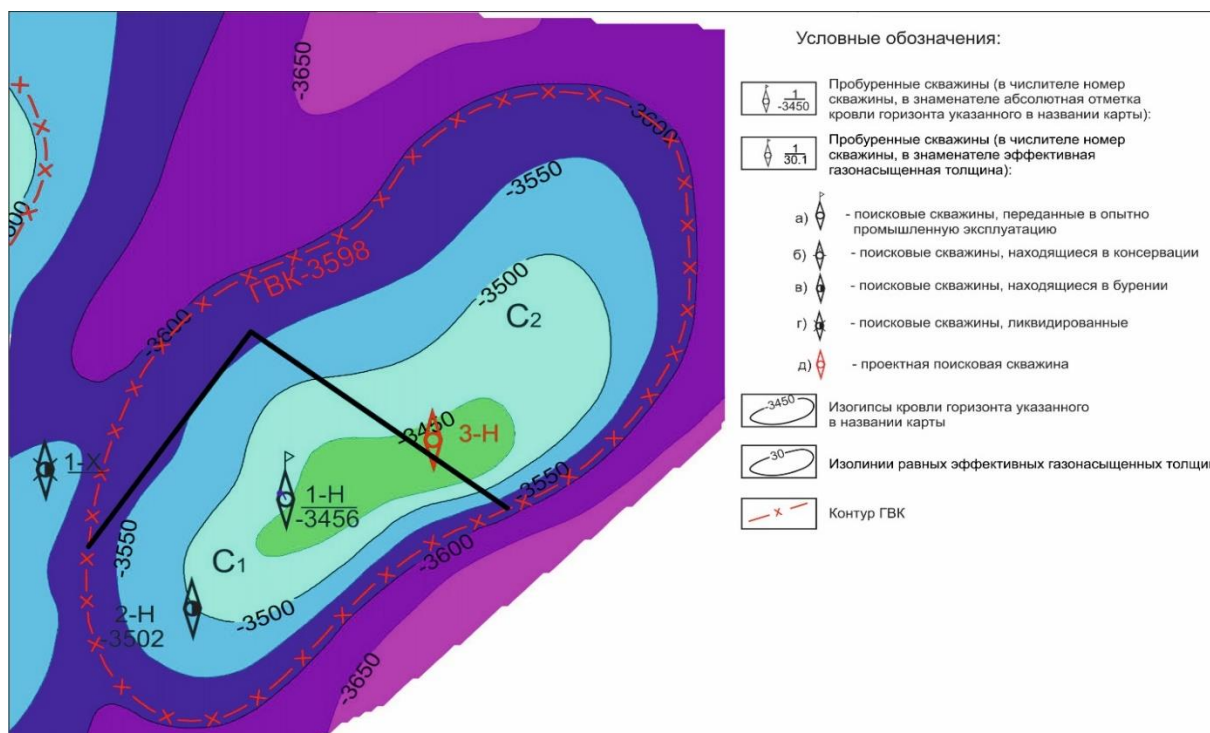 -3650
-3600
-3550
-3500
ГВК-3598
-3600
C₂
-3450
3-Н
1-Х
1-Н
-3456
-3550
C₁
-3550
-3600
2-Н
-3502
-3500
-3650
Условные обозначения:
1
-3450
Пробуренные скважины (в числителе номер
скважины, в знаменателе абсолютная отметка
кровли горизонта указанного в названии карты):
1
30.1
Пробуренные скважины (в числителе номер
скважины, в знаменателе эффективная
газонасыщенная толщина):
а) - поисковые скважины, переданные в опытно
промышленную эксплуатацию
б) - поисковые скважины, находящиеся в консервации
в) - поисковые скважины, находящиеся в бурении
г) - поисковые скважины, ликвидированные
д) - проектная поисковая скважина
-3450
Изогипсы кровли горизонта указанного
в названии карты
30
Изолинии равных эффективных газонасыщенных толщи
Контур ГВК